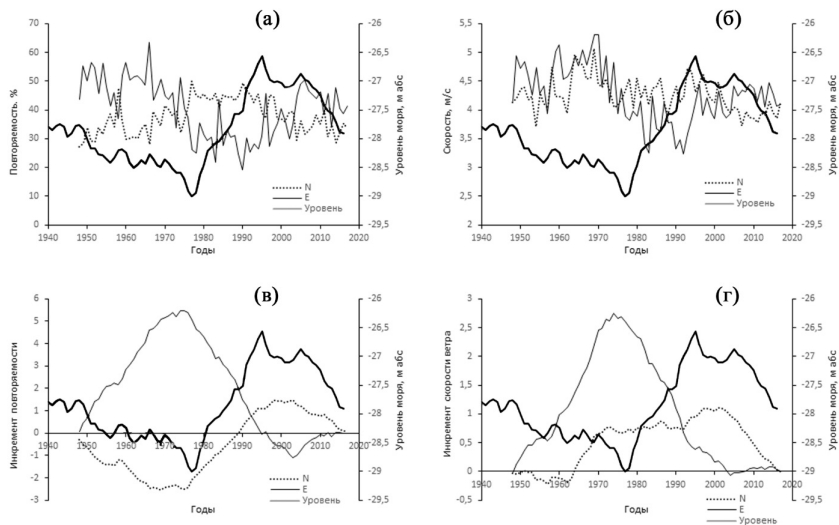 (а)
70
60
50
40
30
20
10
0
Повторяемость, %
-26
-26,5
-27
-27,5
-28
-28,5
-29
-29,5
Уровень моря, м абс
N
E
Уровень
1940 1950 1960 1970 1980 1990 2000 2010 2020
Годы
(б)
5,5
5
4,5
4
3,5
3
2,5
2
Скорость, м/с
-26
-26,5
-27
-27,5
-28
-28,5
-29
-29,5
Уровень моря, м абс
N
E
Уровень
1940 1950 1960 1970 1980 1990 2000 2010 2020
Годы
(в)
6
5
4
3
2
1
0
-1
-2
-3
Инкремент повторяемости
-26
-26,5
-27
-27,5
-28
-28,5
-29
-29,5
Уровень моря, м абс
1940 1950 1960 1970 1980 1990 2000 2010 2020
N
E
Уровень
Годы
(г)
3
2,5
2
1,5
1
0,5
0
-0,5
Инкремент скорости ветра
-26
-26,5
-27
-27,5
-28
-28,5
-29
-29,5
Уровень моря, м абс
1940 1950 1960 1970 1980 1990 2000 2010 2020
N
E
Уровень
Годы